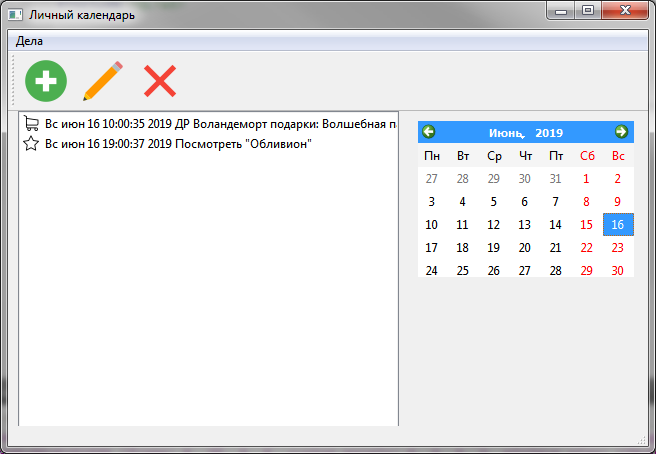 Личный календарь
Дела
Вс июн 16 10:00:35 2019 ДР Воландеморт подарки: Волшебная
Вс июн 16 19:00:37 2019 Посмотреть "Обливион"
Июнь, 2019
Пн Вт Ср Чт Пт Сб Вс
27 28 29 30 31 1 2
3 4 5 6 7 8 9
10 11 12 13 14 15 16
17 18 19 20 21 22 23
24 25 26 27 28 29 30